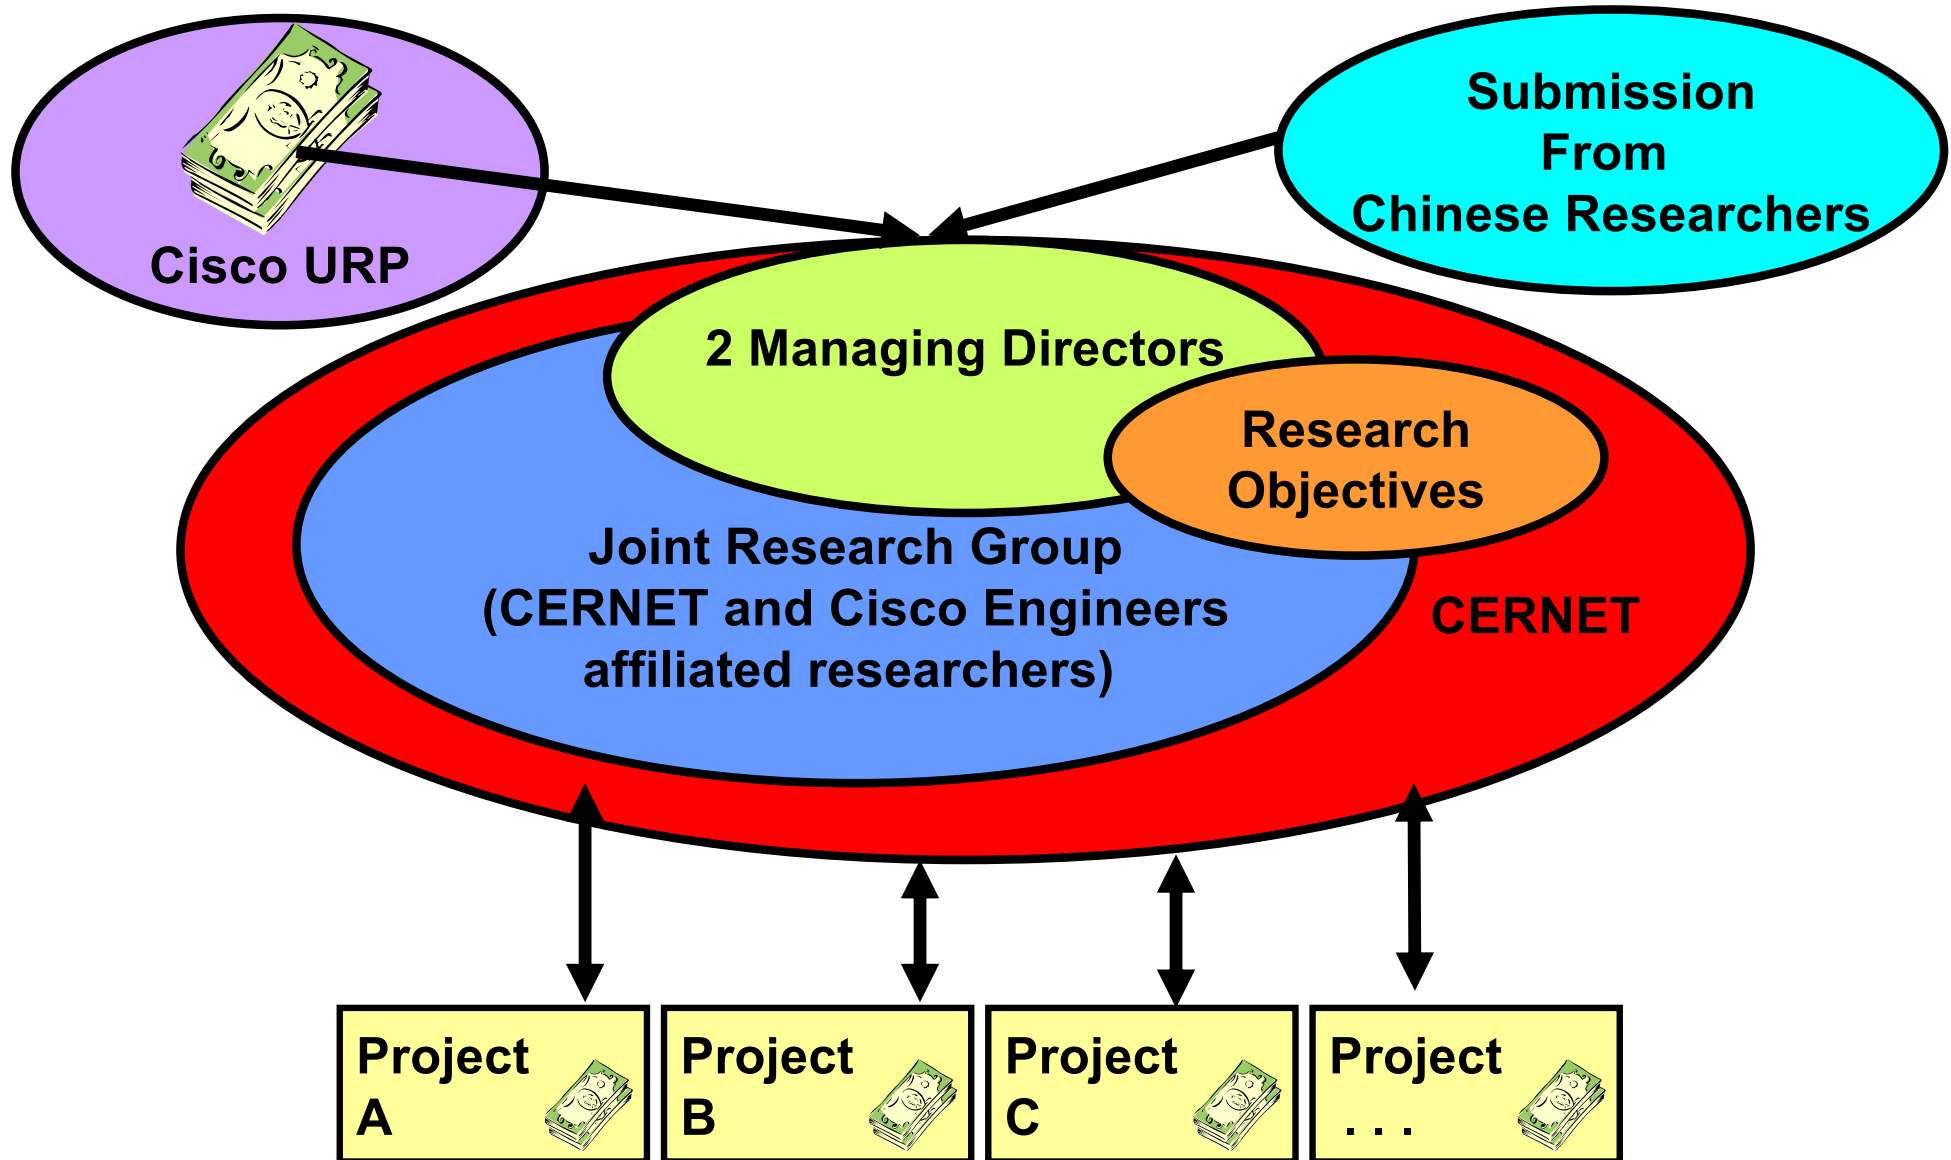 Cisco URP
Submission
From
Chinese Researchers
2 Managing Directors
Research
Objectives
Joint Research Group
(CERNET and Cisco Engineers
affiliated researchers)
CERNET
Project
A
Project
B
Project
C
Project
. . .